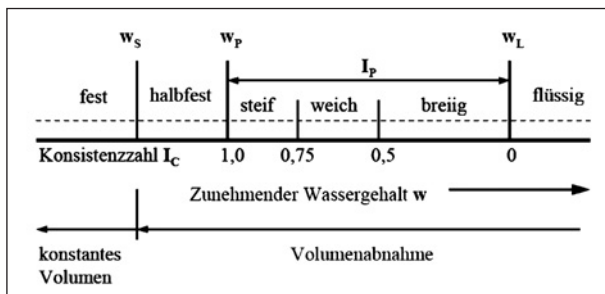 w_S w_P w_L
I_P
fest halbfest steif weich breiig flüssig
Konsistenzzahl I_C 1,0 0,75 0,5 0
Zunehmender Wassergehalt w
konstantes Volumenabnahme
Volumen